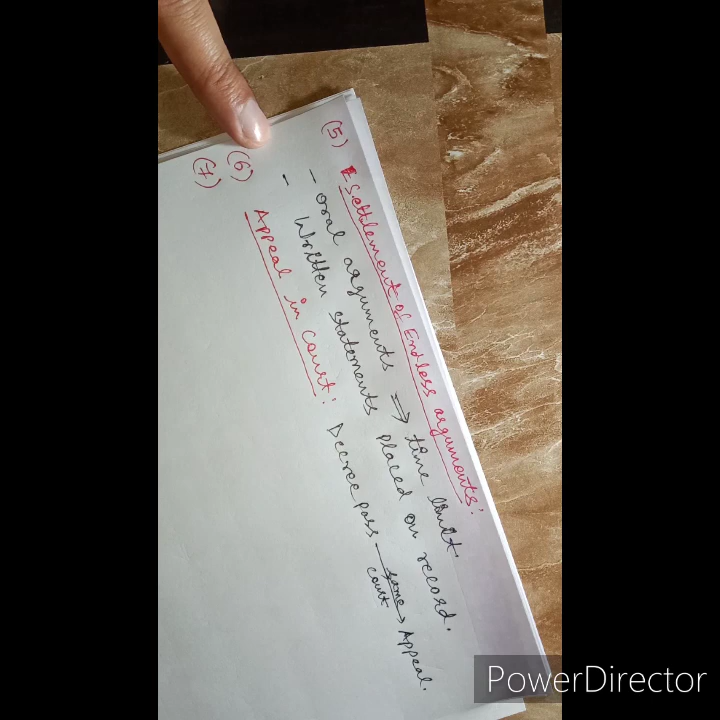 (5) Settlement of Endless arguments:
- oral arguments ⇒ time limit.
- Written statements placed on record.
(6) Appeal in court: Decree pass same court → Appeal.
(7)
PowerDirector